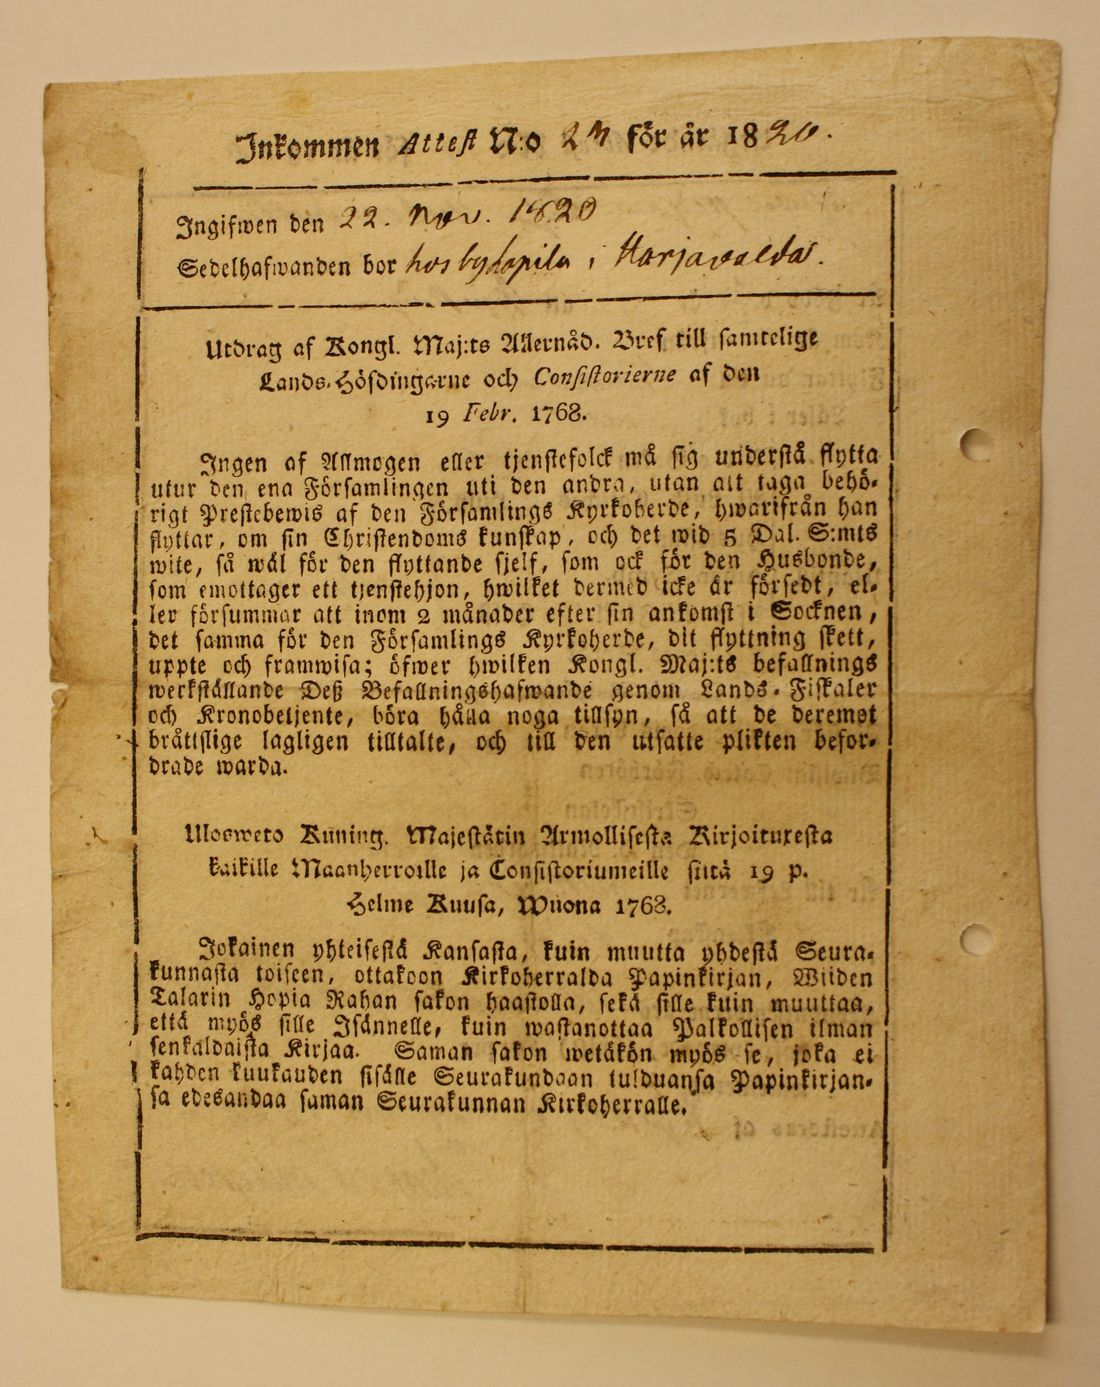 Inkommen Attest N:o för år 1820.
Ingifwen den 22. Nov. 1820
Sedelhafwanden bor hos i Harjavalda.
Utdrag af Kongl. Maj:ts Allernåd. Bref till samtelige
Lands-Höfdingarne och Consistorierne af den
19 Febr. 1768.
Ingen af Allmogen eller tjenstefolck må sig understå flytta
utur den ena Församlingen uti den andra, utan att taga behö-
rigt Prestebewis af den Församlings Kyrkoherde, hwarifrån han
flyttar, om sin Christendoms kunskap, och det wid 5 Dal. S:mts
wite, så wäl för den flyttande sjelf, som ock för den Husbonde,
som emottager ett tjenstehjon, hwilket dermed icke är försedt, el-
ler försummar att inom 2 månader efter sin ankomst i Socknen,
det samma för den Församlings Kyrkoherde, dit flyttning skett,
uppte och framwisa; öfwer hwilken Kongl. Maj:ts befallnings
werkställande Deß Befallningshafwande genom Lands-Fiskaler
och Kronobetjente, böra hålla noga tillsyn, så att de deremot
bråttslige lagligen tilltalte, och till den utsatte plikten befor-
drade warda.
Ulosweto Kuning. Majestätin Armollisesta Kirjoituxesta
kaikille Maanherroille ja Consistoriumeille siitä 19 p.
Helme Kuusa, Wuona 1768.
Jokainen yhteisestä Kansasta, kuin muutta yhdestä Seura-
kunnasta toiseen, ottakoon Kirkoherralda Papinkirjan, Wiiden
Talarin Hopia Rahan sakon haastolla, sekä sille kuin muuttaa,
että myös sille Isännelle, kuin wastanottaa Palkollisen ilman
senkaldaista Kirjaa. Saman sakon wetäkön myös se, joka ei
kahden kuukauden sisälle Seurakundaan tulduansa Papinkirjan-
sa edesandaa saman Seurakunnan Kirkoherralle.